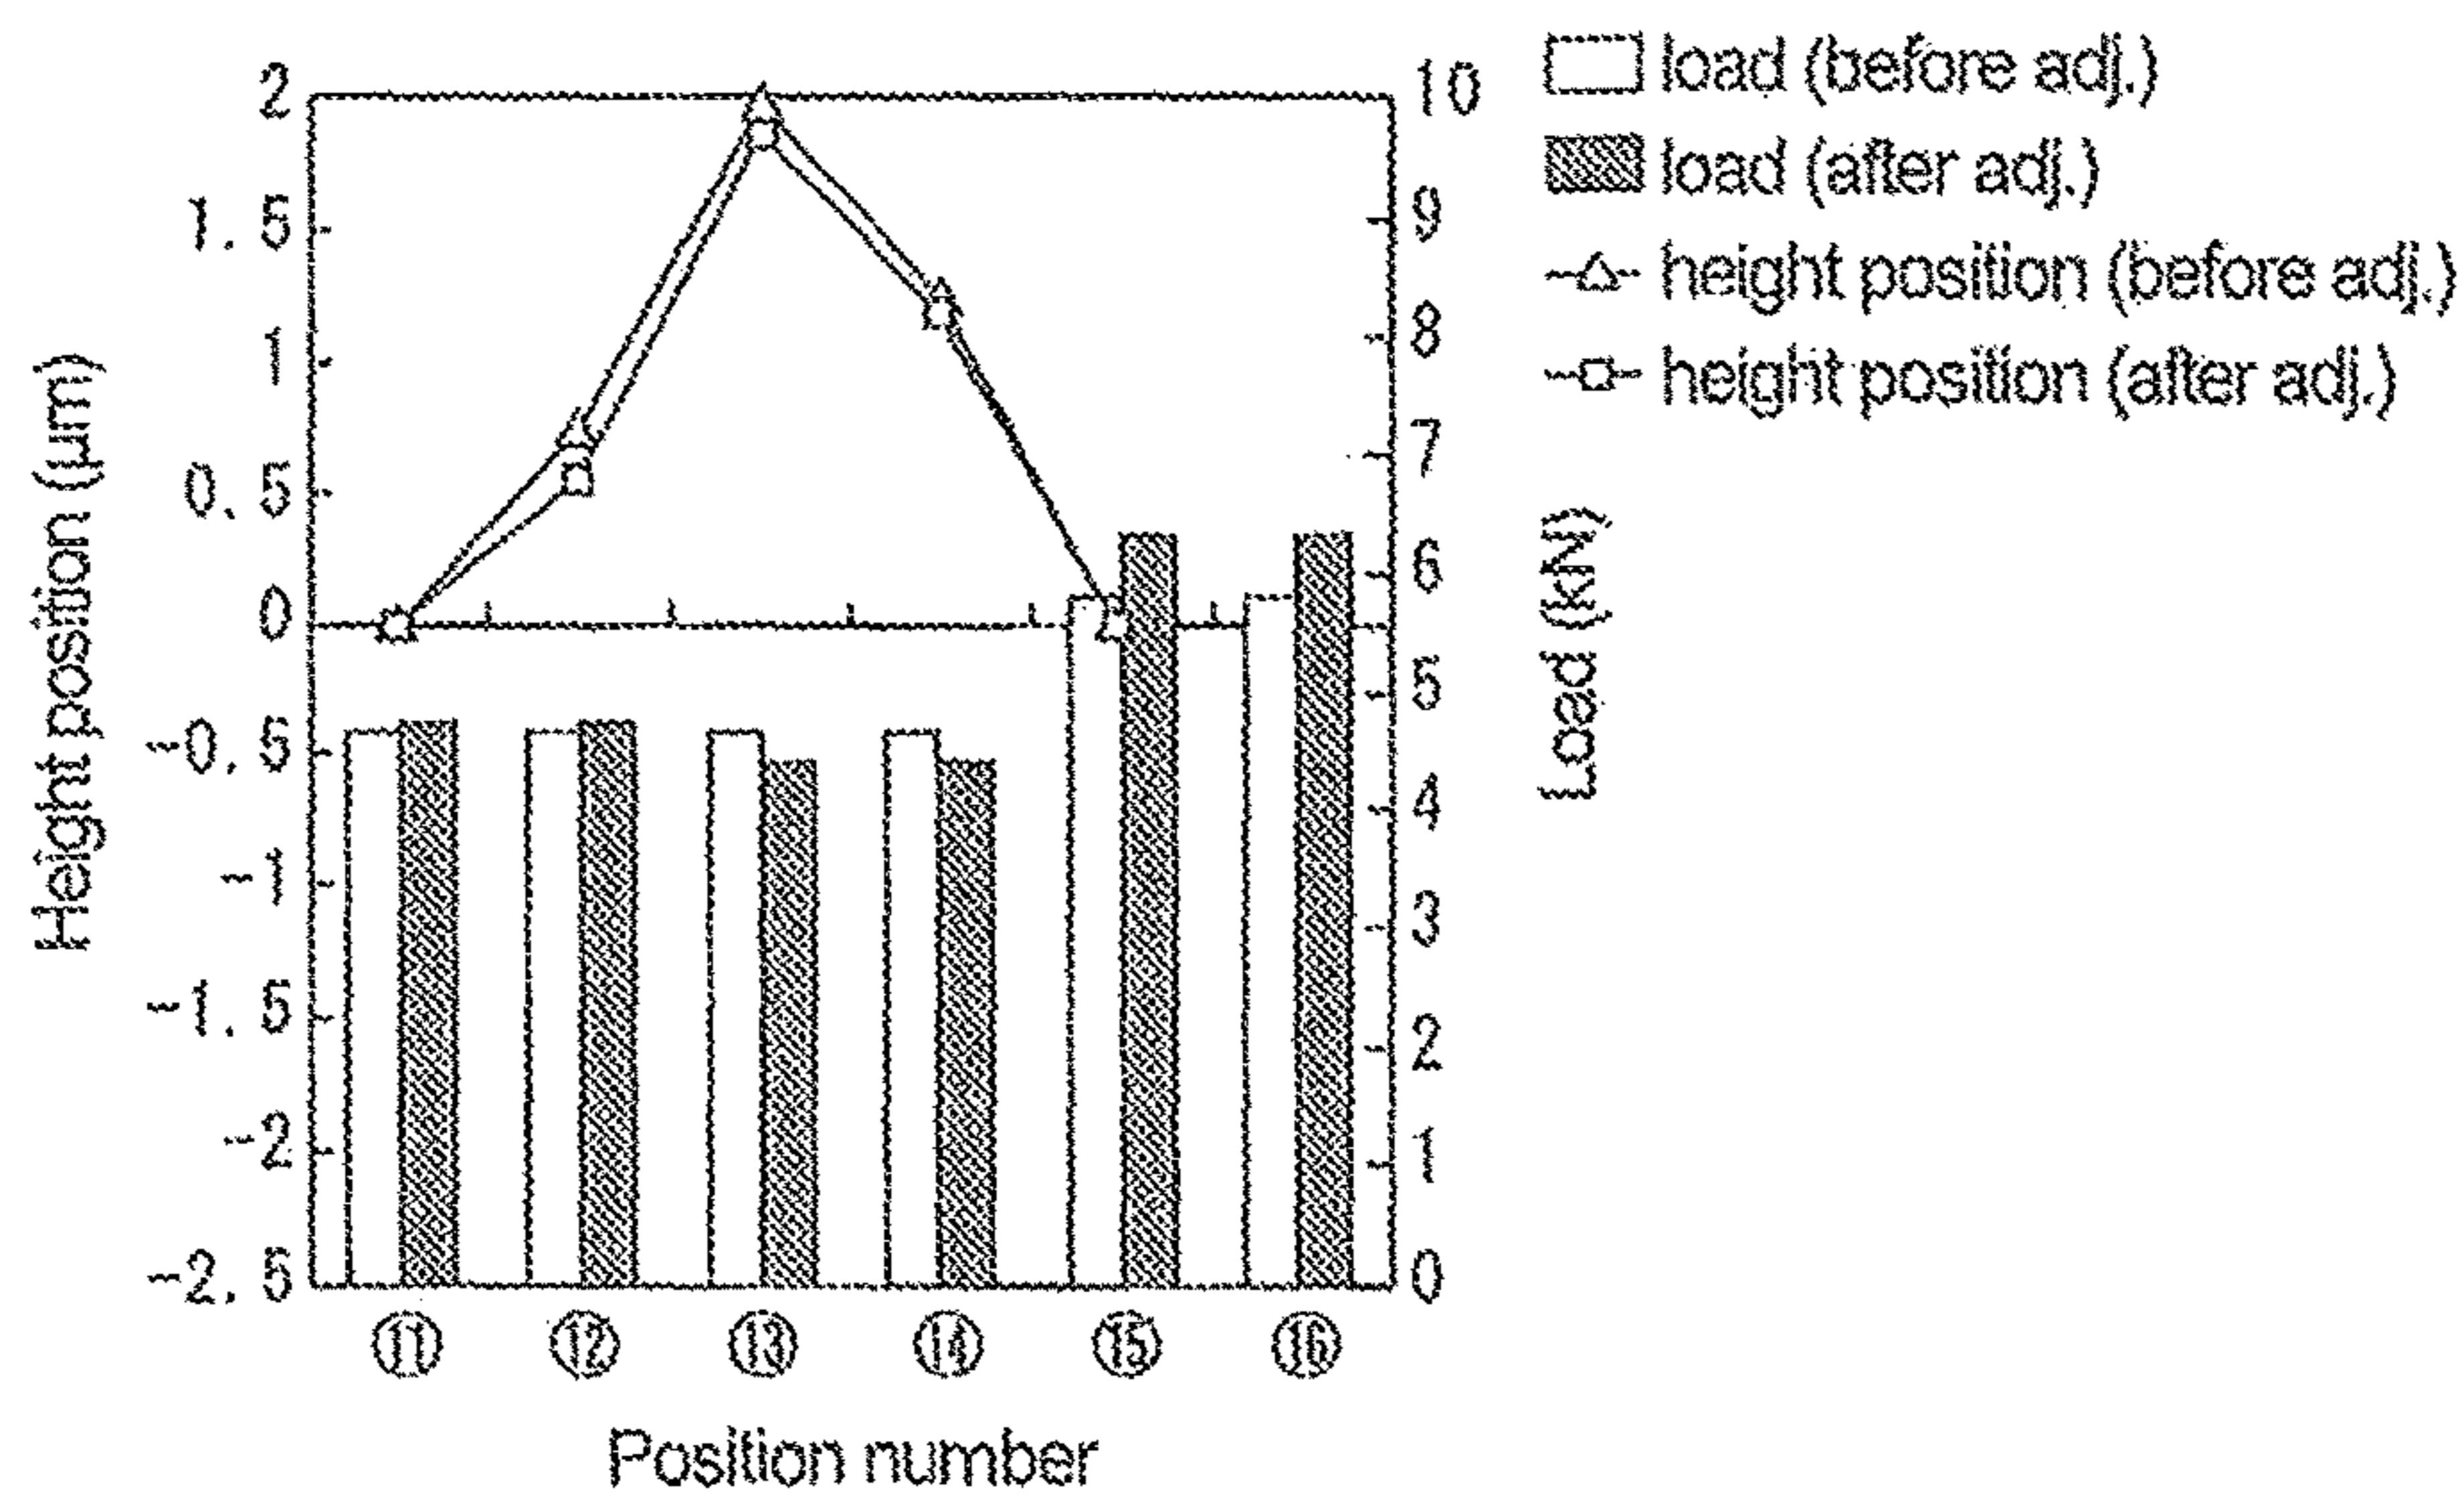 load (before adj.)
load (after adj.)
height position (before adj.)
height position (after adj.)
Height position (μm)
2
1.5
1
0.5
0
-0.5
-1
-1.5
-2
-2.5
10
9
8
7
6
5
4
3
2
1
0
Load (kN)
⑪ ⑫ ⑬ ⑭ ⑮ ⑯
Position number